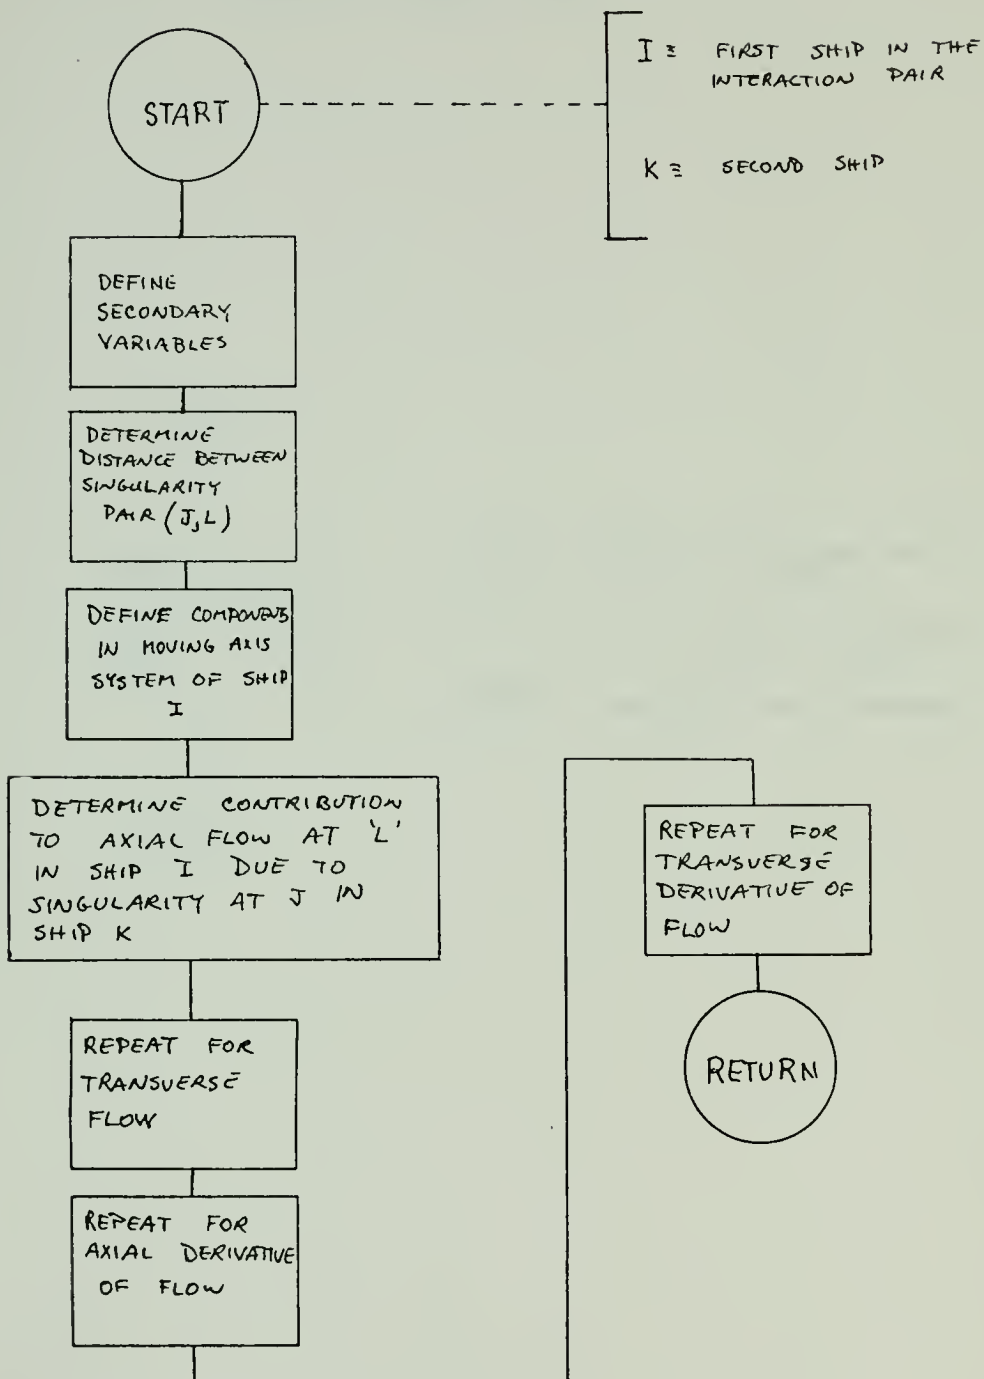 START
I ≡ FIRST SHIP IN THE
INTERACTION PAIR
K ≡ SECOND SHIP
DEFINE
SECONDARY
VARIABLES
DETERMINE
DISTANCE BETWEEN
SINGULARITY
PAIR (J,L)
DEFINE COMPONENTS
IN MOVING AXIS
SYSTEM OF SHIP
I
DETERMINE CONTRIBUTION
TO AXIAL FLOW AT 'L'
IN SHIP I DUE TO
SINGULARITY AT J IN
SHIP K
REPEAT FOR
TRANSVERSE
FLOW
REPEAT FOR
AXIAL DERIVATIVE
OF FLOW
REPEAT FOR
TRANSVERSE
DERIVATIVE OF
FLOW
RETURN